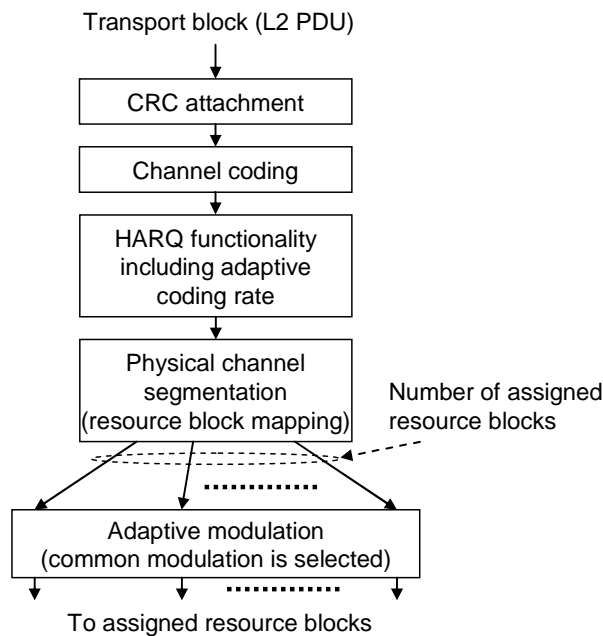 Transport block (L2 PDU)
CRC attachment
Channel coding
HARQ functionality
including adaptive
coding rate
Physical channel
segmentation
(resource block mapping)
Number of assigned
resource blocks
Adaptive modulation
(common modulation is selected)
To assigned resource blocks